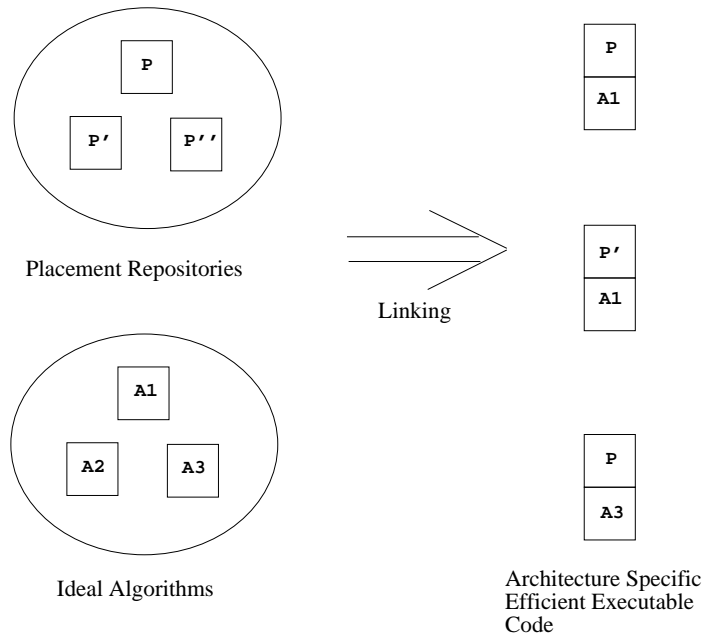 P
P' P''
Placement Repositories
A1
A2 A3
Ideal Algorithms
Linking
P
A1
P'
A1
P
A3
Architecture Specific
Efficient Executable
Code